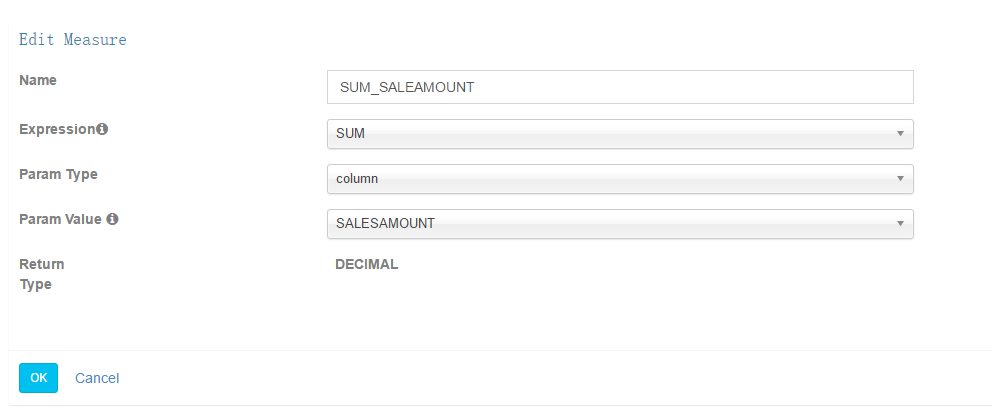 Edit Measure
Name
SUM_SALEAMOUNT
Expression
SUM
Param Type
column
Param Value
SALESAMOUNT
Return
Type
DECIMAL
OK Cancel